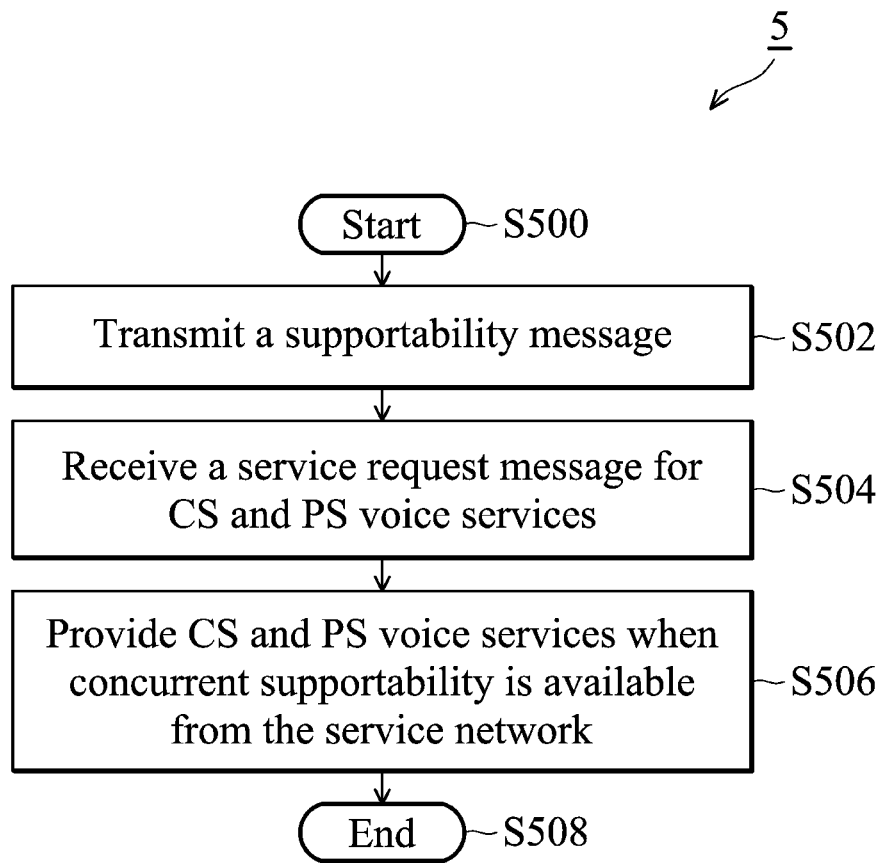 5
Start
S500
Transmit a supportability message
S502
Receive a service request message for
CS and PS voice services
S504
Provide CS and PS voice services when
concurrent supportability is available
from the service network
S506
End
S508